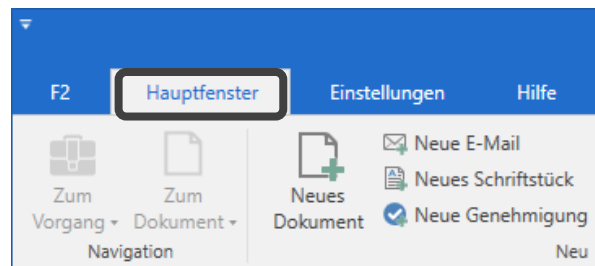 F2 Hauptfenster Einstellungen Hilfe
Zum Vorgang
Zum Dokument
Navigation
Neues Dokument
Neue E-Mail
Neues Schriftstück
Neue Genehmigung
Neu